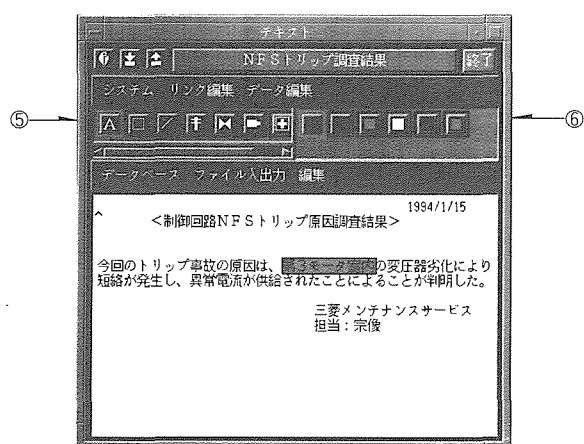 テキスト
NFSトリップ調査結果
終了
システム リンク編集 データ編集
⑤
A
⑥
データベース ファイル入出力 編集
1994/1/15
<制御回路NFSトリップ原因調査結果>
今回のトリップ事故の原因は、の変圧器劣化により
短絡が発生し、異常電流が供給されたことによることが判明した。
三菱メンテナンスサービス
担当：宗像